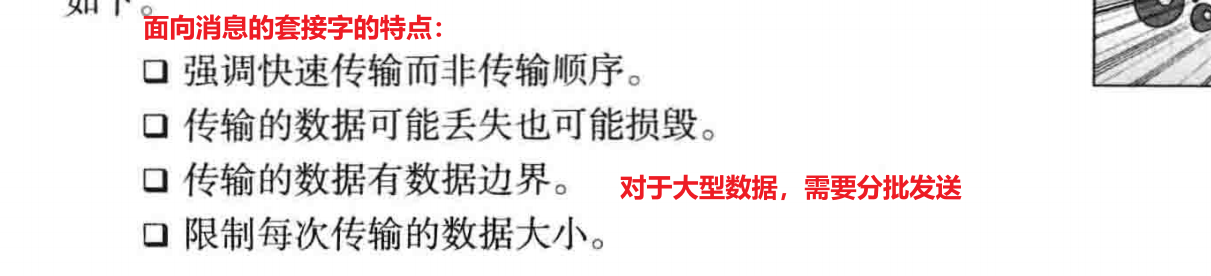 如下。
面向消息的套接字的特点：
❑ 强调快速传输而非传输顺序。
❑ 传输的数据可能丢失也可能损毁。
❑ 传输的数据有数据边界。 对于大型数据，需要分批发送
❑ 限制每次传输的数据大小。